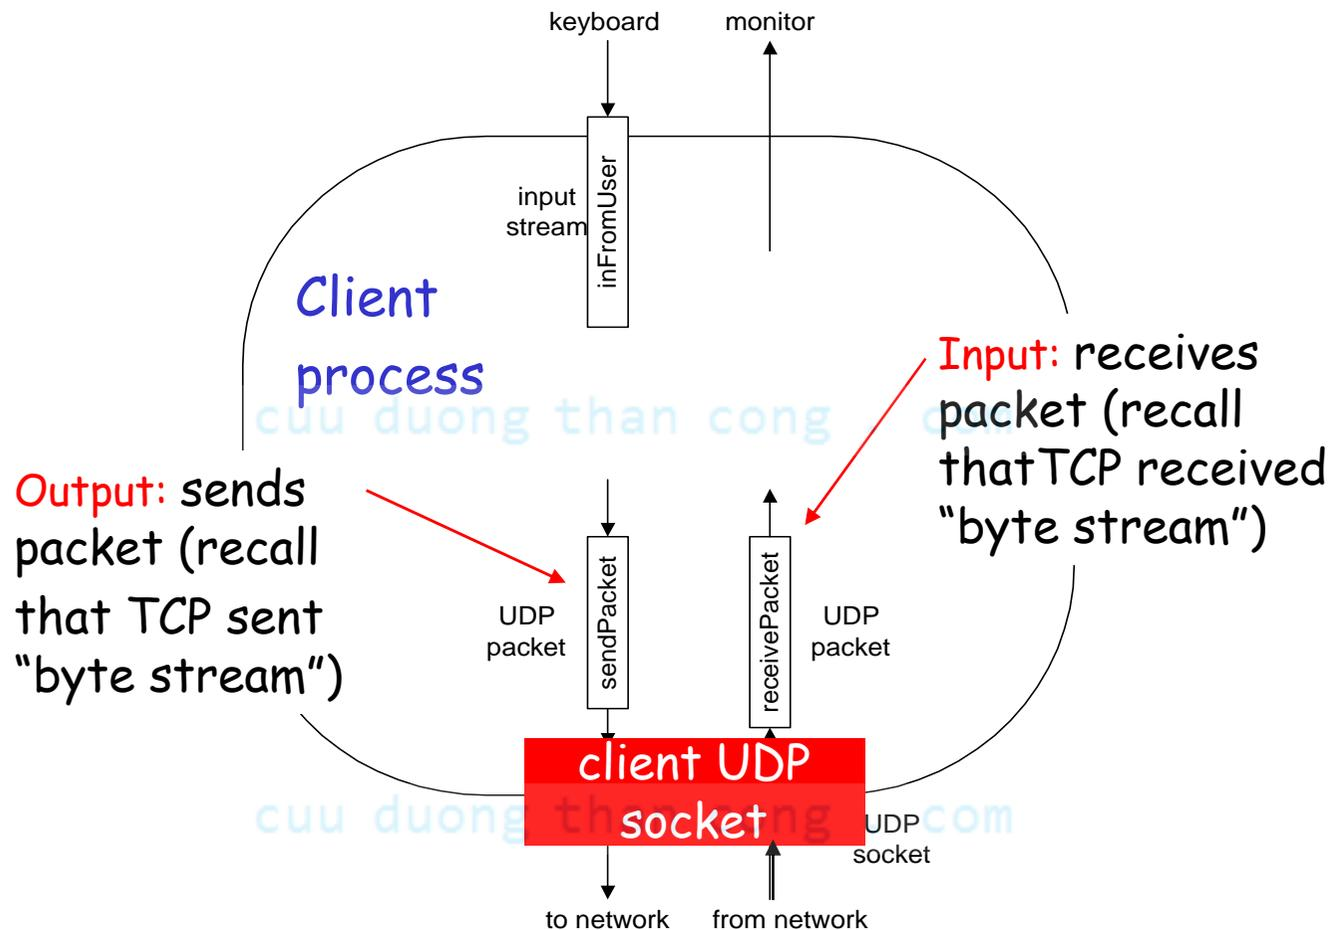 keyboard
monitor
input
stream
inFromUser
Client
process
Input: receives
packet (recall
thatTCP received
“byte stream”)
cuu duong than cong com
Output: sends
packet (recall
that TCP sent
“byte stream”)
UDP
packet
sendPacket
receivePacket
UDP
packet
client UDP
socket
cuu duong than cong com
UDP
socket
to network
from network